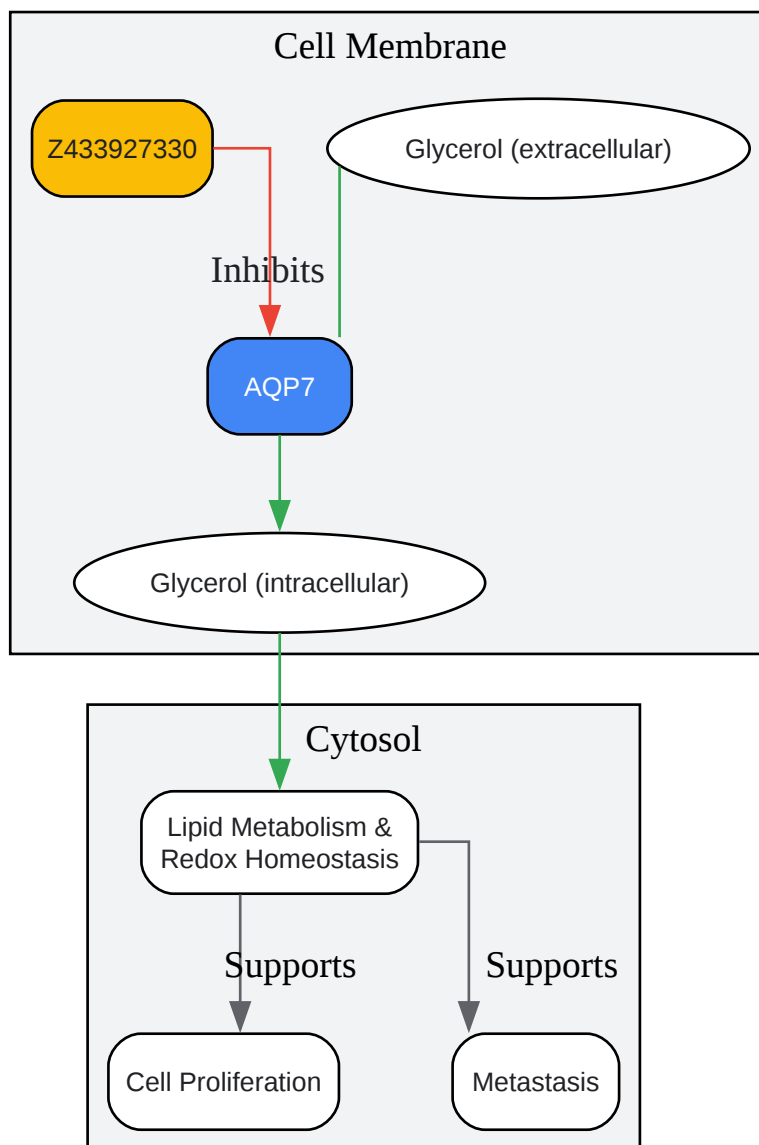 Cell Membrane
Z433927330
Glycerol (extracellular)
Inhibits
AQP7
Glycerol (intracellular)
Cytosol
Lipid Metabolism &
Redox Homeostasis
Supports
Supports
Cell Proliferation
Metastasis